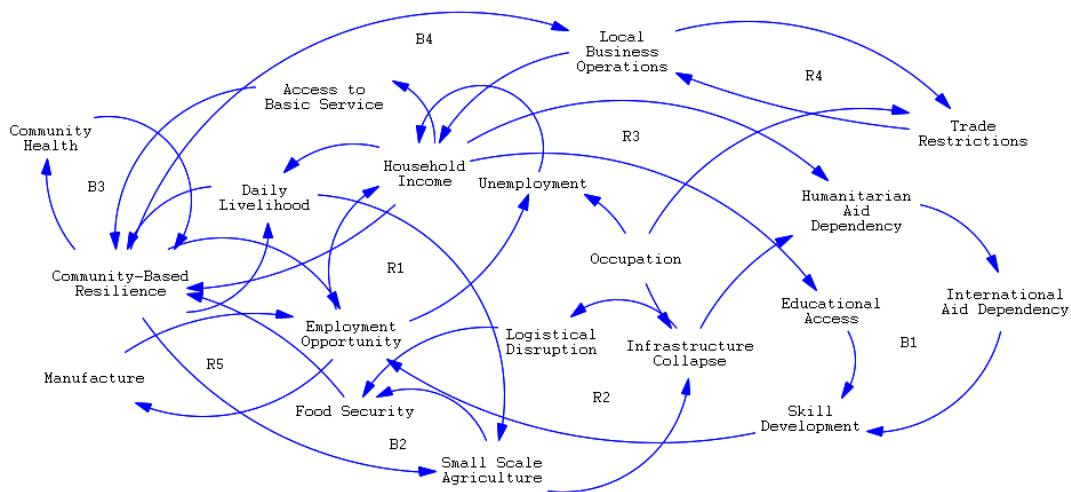 Local
Business
Operations
B4
R4
Access to
Basic Service
Community
Health
Trade
Restrictions
R3
Household
Income
Unemployment
B3
Daily
Livelihood
Humanitarian
Aid
Dependency
Occupation
R1
Community-Based
Resilience
Educational
Access
International
Aid Dependency
Employment
Opportunity
Logistical
Disruption
Infrastructure
Collapse
B1
R5
Manufacture
R2
Food Security
Skill
Development
B2
Small Scale
Agriculture